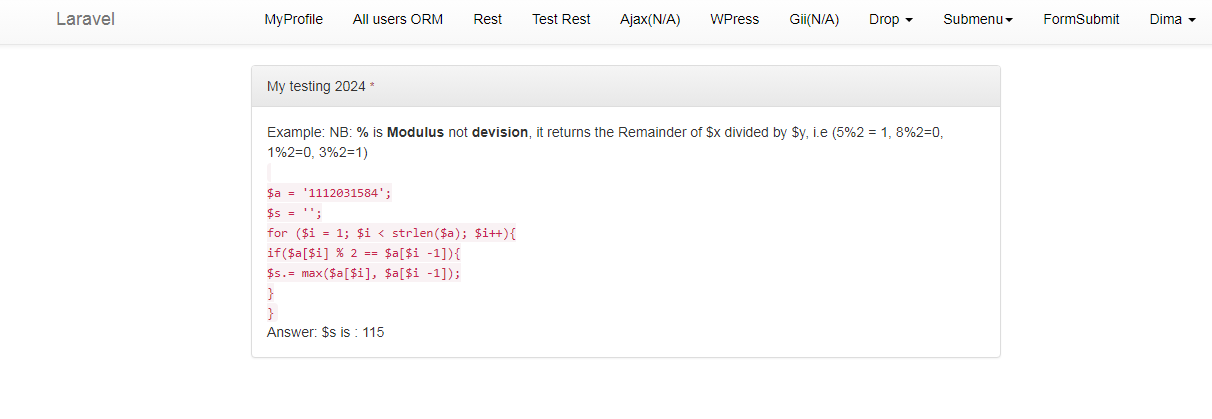 Laravel MyProfile All users ORM Rest Test Rest Ajax(N/A) WPress Gii(N/A) Drop Submenu FormSubmit Dima
My testing 2024 *
Example: NB: % is Modulus not devision, it returns the Remainder of $x divided by $y, i.e (5%2 = 1, 8%2=0,
1%2=0, 3%2=1)
$a = '1112031584';
$s = '';
for ($i = 1; $i < strlen($a); $i++){
if($a[$i] % 2 == $a[$i -1]){
$s.= max($a[$i], $a[$i -1]);
}
}
Answer: $s is : 115